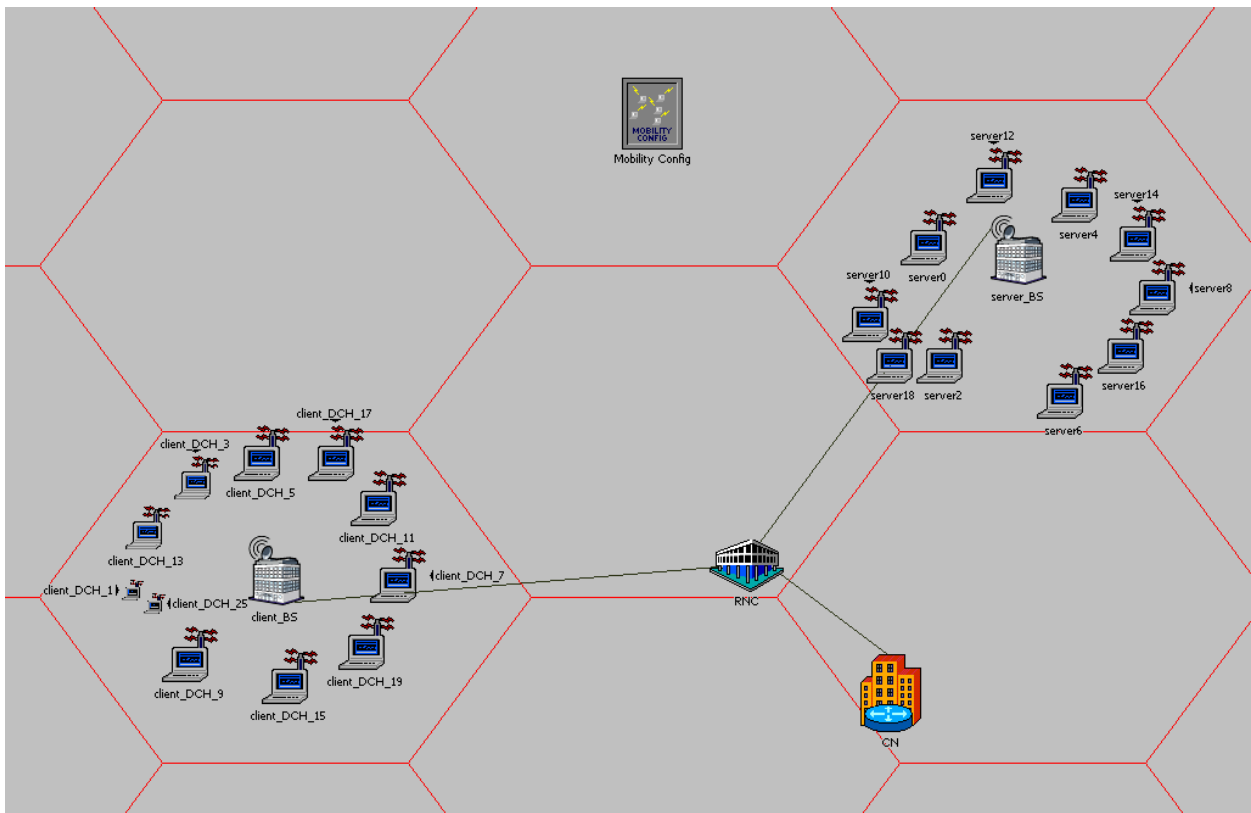 MOBILITY
CONFIG
Mobility Config
server12
server4
server14
server0
server_BS
server10
server8
server18
server2
server16
server6
client_DCH_17
client_DCH_3
client_DCH_5
client_DCH_11
client_DCH_13
client_DCH_7
client_DCH_1
client_DCH_25
client_BS
RNC
client_DCH_9
client_DCH_19
client_DCH_15
CN